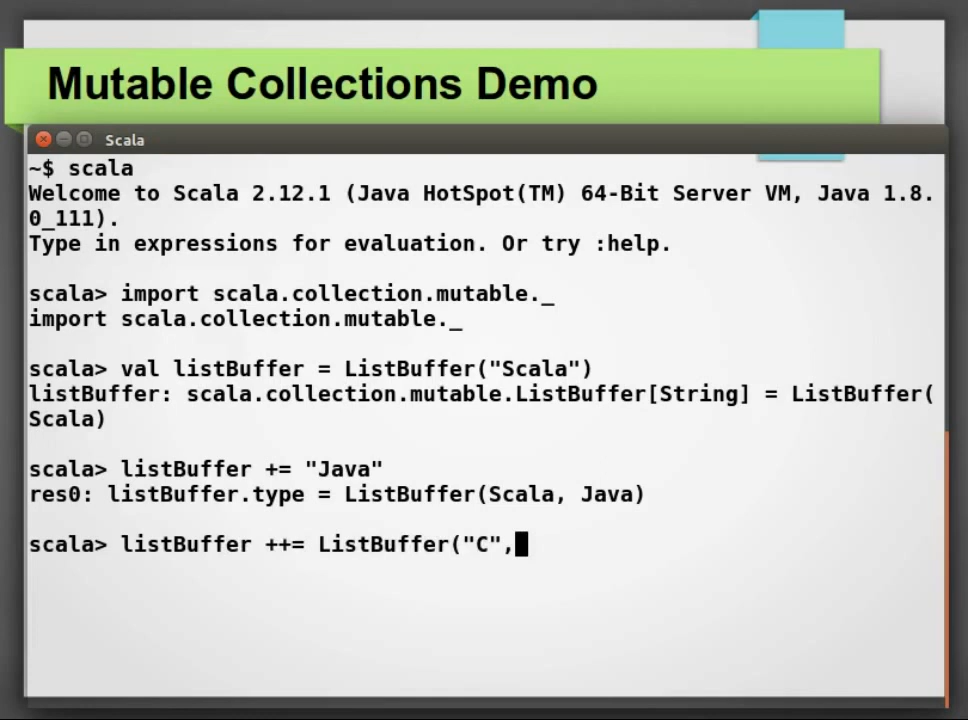 Mutable Collections Demo
Scala
~$ scala
Welcome to Scala 2.12.1 (Java HotSpot(TM) 64-Bit Server VM, Java 1.8.
0_111).
Type in expressions for evaluation. Or try :help.
scala> import scala.collection.mutable._
import scala.collection.mutable._
scala> val listBuffer = ListBuffer("Scala")
listBuffer: scala.collection.mutable.ListBuffer[String] = ListBuffer(
Scala)
scala> listBuffer += "Java"
res0: listBuffer.type = ListBuffer(Scala, Java)
scala> listBuffer ++= ListBuffer("C",